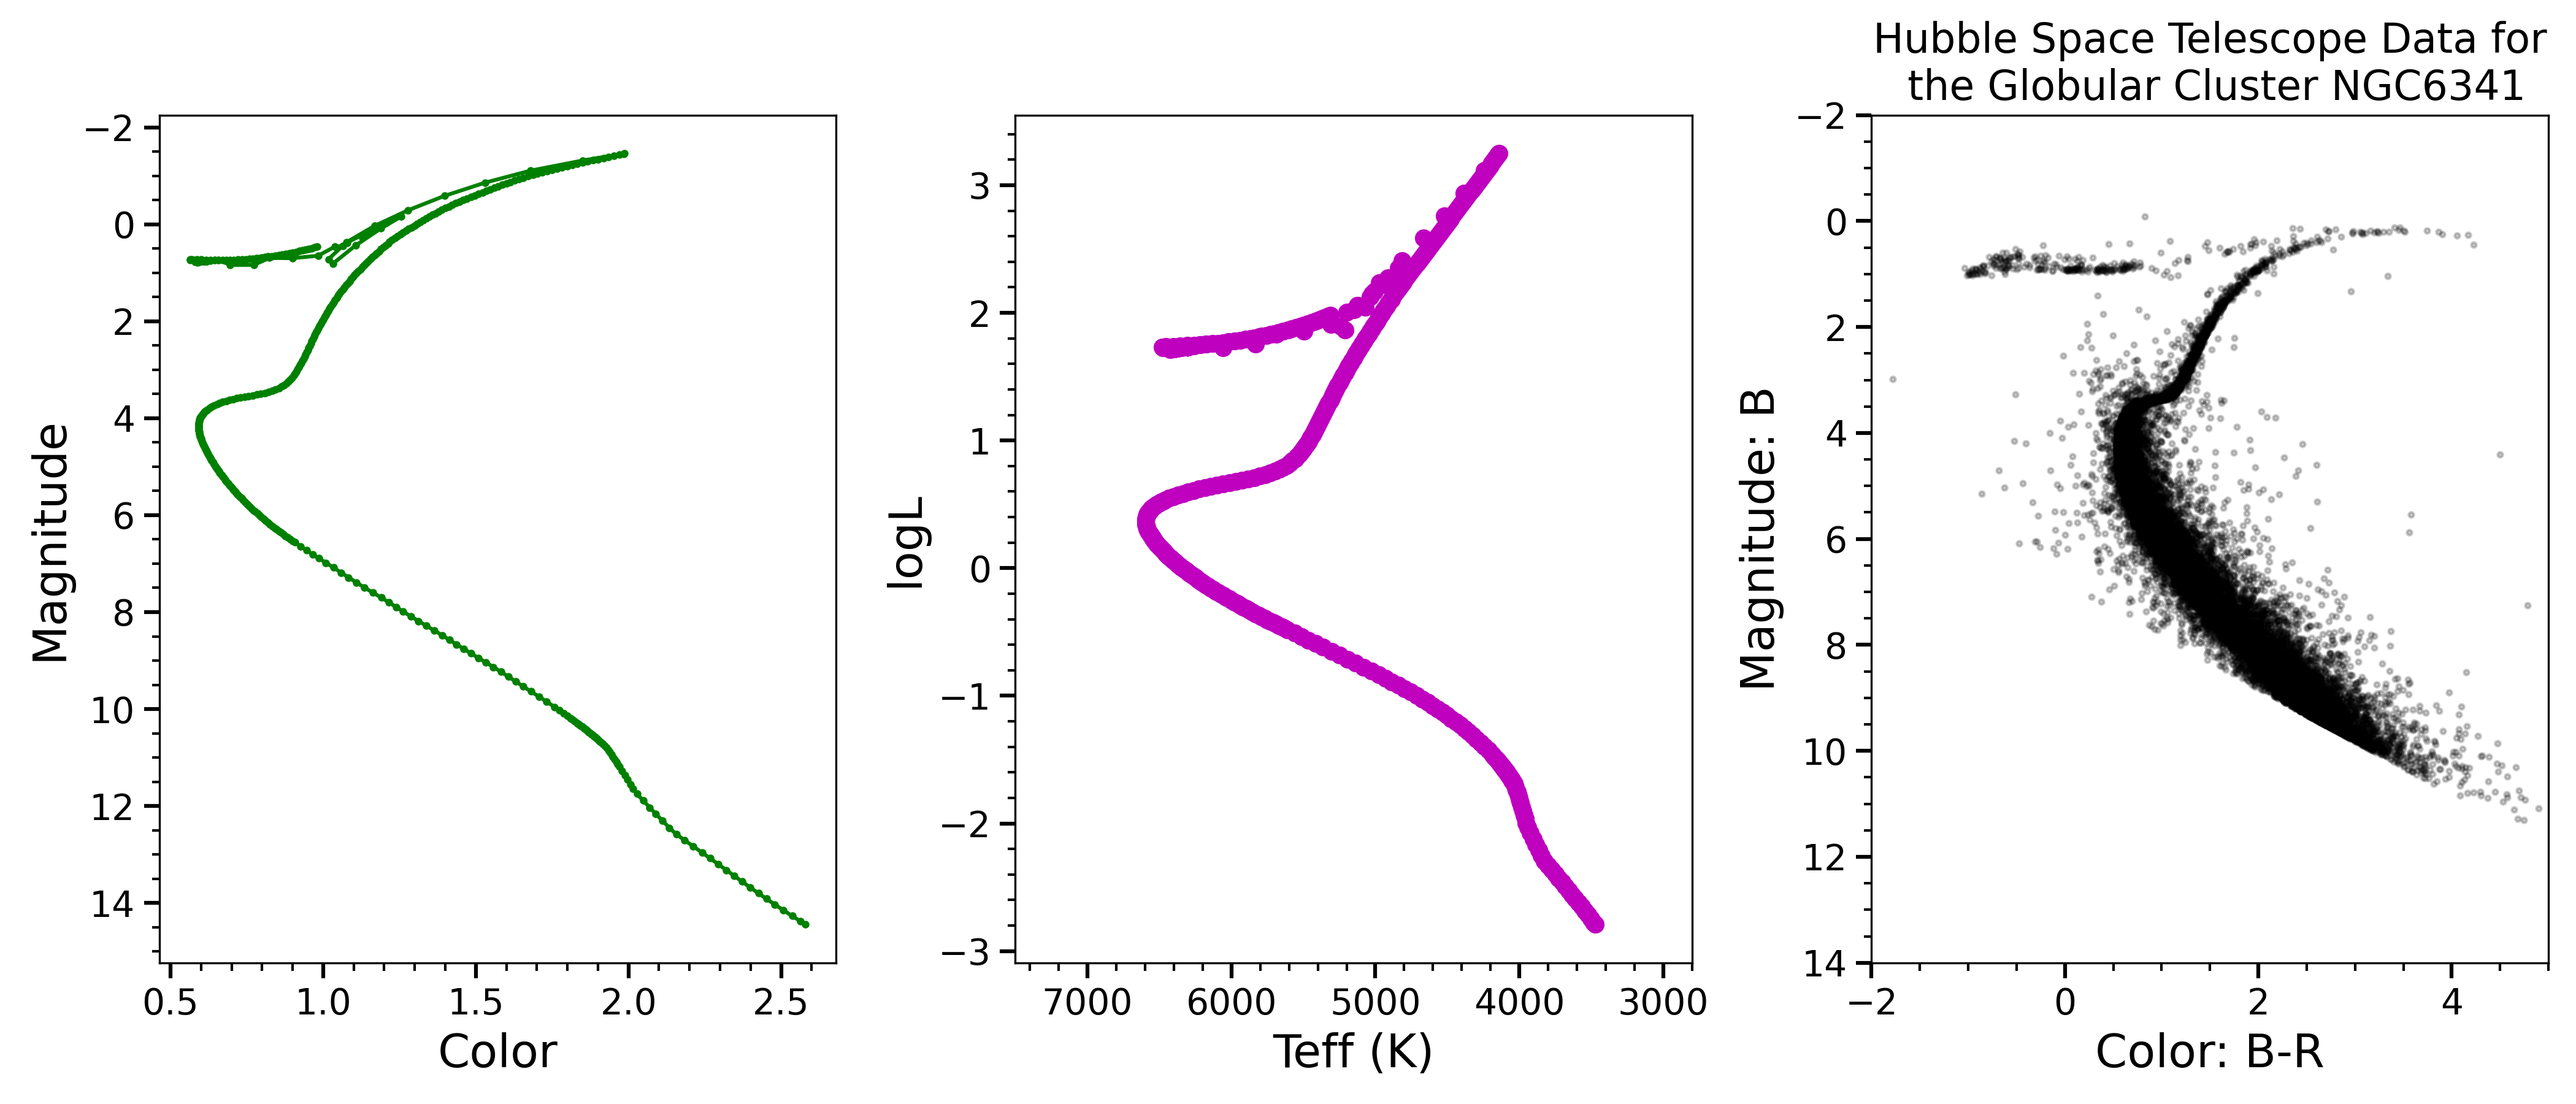 Hubble Space Telescope Data for
the Globular Cluster NGC6341
Magnitude
−2
0
2
4
6
8
10
12
14
0.5 1.0 1.5 2.0 2.5
Color
logL
3
2
1
0
−1
−2
−3
7000 6000 5000 4000 3000
Teff (K)
Magnitude: B
−2
0
2
4
6
8
10
12
14
−2 0 2 4
Color: B-R